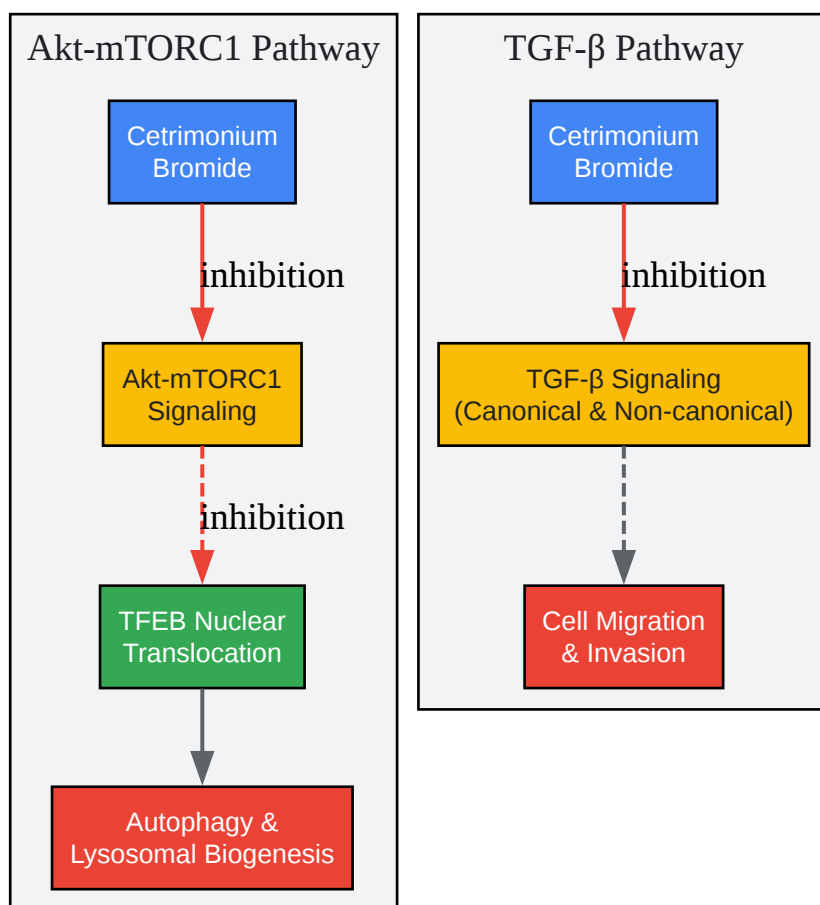 Akt-mTORC1 Pathway
Cetrimonium
Bromide
inhibition
Akt-mTORC1
Signaling
inhibition
TFEB Nuclear
Translocation
Autophagy &
Lysosomal Biogenesis
TGF-β Pathway
Cetrimonium
Bromide
inhibition
TGF-β Signaling
(Canonical & Non-canonical)
Cell Migration
& Invasion